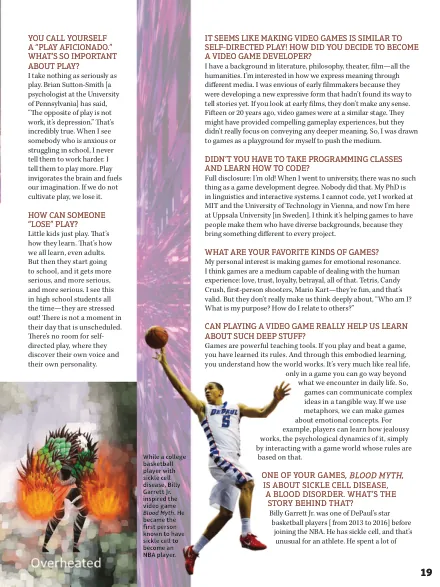 YOU CALL YOURSELF
A "PLAY AFICIONADO."
WHAT'S SO IMPORTANT
ABOUT PLAY?
I take nothing as seriously as
play. Brian Sutton-Smith [a
psychologist at the University
of Pennsylvania] has said,
"The opposite of play is not
work, it's depression." That's
incredibly true. When I see
somebody who is anxious or
struggling in school, I never
tell them to work harder. I
tell them to play more. Play
invigorates the brain and fuels
our imagination. If we do not
cultivate play, we lose it.
HOW CAN SOMEONE
"LOSE" PLAY?
Little kids just play. That's
how they learn. That's how
we all learn, even adults.
But then they start going
to school, and it gets more
serious, and more serious,
and more serious. I see this
in high school students all
the time—they are stressed
out! There is not a moment in
their day that is unscheduled.
There's no room for self-
directed play, where they
discover their own voice and
their own personality.
Overheated
While a college
basketball
player with
sickle cell
disease, Billy
Garrett Jr.
inspired the
video game
Blood Myth. He
became the
first person
known to have
sickle cell to
become an
NBA player.
IT SEEMS LIKE MAKING VIDEO GAMES IS SIMILAR TO
SELF-DIRECTED PLAY! HOW DID YOU DECIDE TO BECOME
A VIDEO GAME DEVELOPER?
I have a background in literature, philosophy, theater, film—all the
humanities. I'm interested in how we express meaning through
different media. I was envious of early filmmakers because they
were developing a new expressive form that hadn't found its way to
tell stories yet. If you look at early films, they don't make any sense.
Fifteen or 20 years ago, video games were at a similar stage. They
might have provided compelling gameplay experiences, but they
didn't really focus on conveying any deeper meaning. So, I was drawn
to games as a playground for myself to push the medium.
DIDN'T YOU HAVE TO TAKE PROGRAMMING CLASSES
AND LEARN HOW TO CODE?
Full disclosure: I'm old! When I went to university, there was no such
thing as a game development degree. Nobody did that. My PhD is
in linguistics and interactive systems. I cannot code, yet I worked at
MIT and the University of Technology in Vienna, and now I'm here
at Uppsala University [in Sweden]. I think it's helping games to have
people make them who have diverse backgrounds, because they
bring something different to every project.
WHAT ARE YOUR FAVORITE KINDS OF GAMES?
My personal interest is making games for emotional resonance.
I think games are a medium capable of dealing with the human
experience: love, trust, loyalty, betrayal, all of that. Tetris, Candy
Crush, first-person shooters, Mario Kart—they're fun, and that's
valid. But they don't really make us think deeply about, "Who am I?
What is my purpose? How do I relate to others?"
CAN PLAYING A VIDEO GAME REALLY HELP US LEARN
ABOUT SUCH DEEP STUFF?
Games are powerful teaching tools. If you play and beat a game,
you have learned its rules. And through this embodied learning,
you understand how the world works. It's very much like real life,
only in a game you can go way beyond
what we encounter in daily life. So,
games can communicate complex
ideas in a tangible way. If we use
metaphors, we can make games
about emotional concepts. For
example, players can learn how jealousy
works, the psychological dynamics of it, simply
by interacting with a game world whose rules are
based on that.
DEPAUL
5
ONE OF YOUR GAMES, BLOOD MYTH,
IS ABOUT SICKLE CELL DISEASE,
A BLOOD DISORDER. WHAT'S THE
STORY BEHIND THAT?
Billy Garrett Jr. was one of DePaul's star
basketball players [from 2013 to 2016] before
joining the NBA. He has sickle cell, and that's
unusual for an athlete. He spent a lot of
19